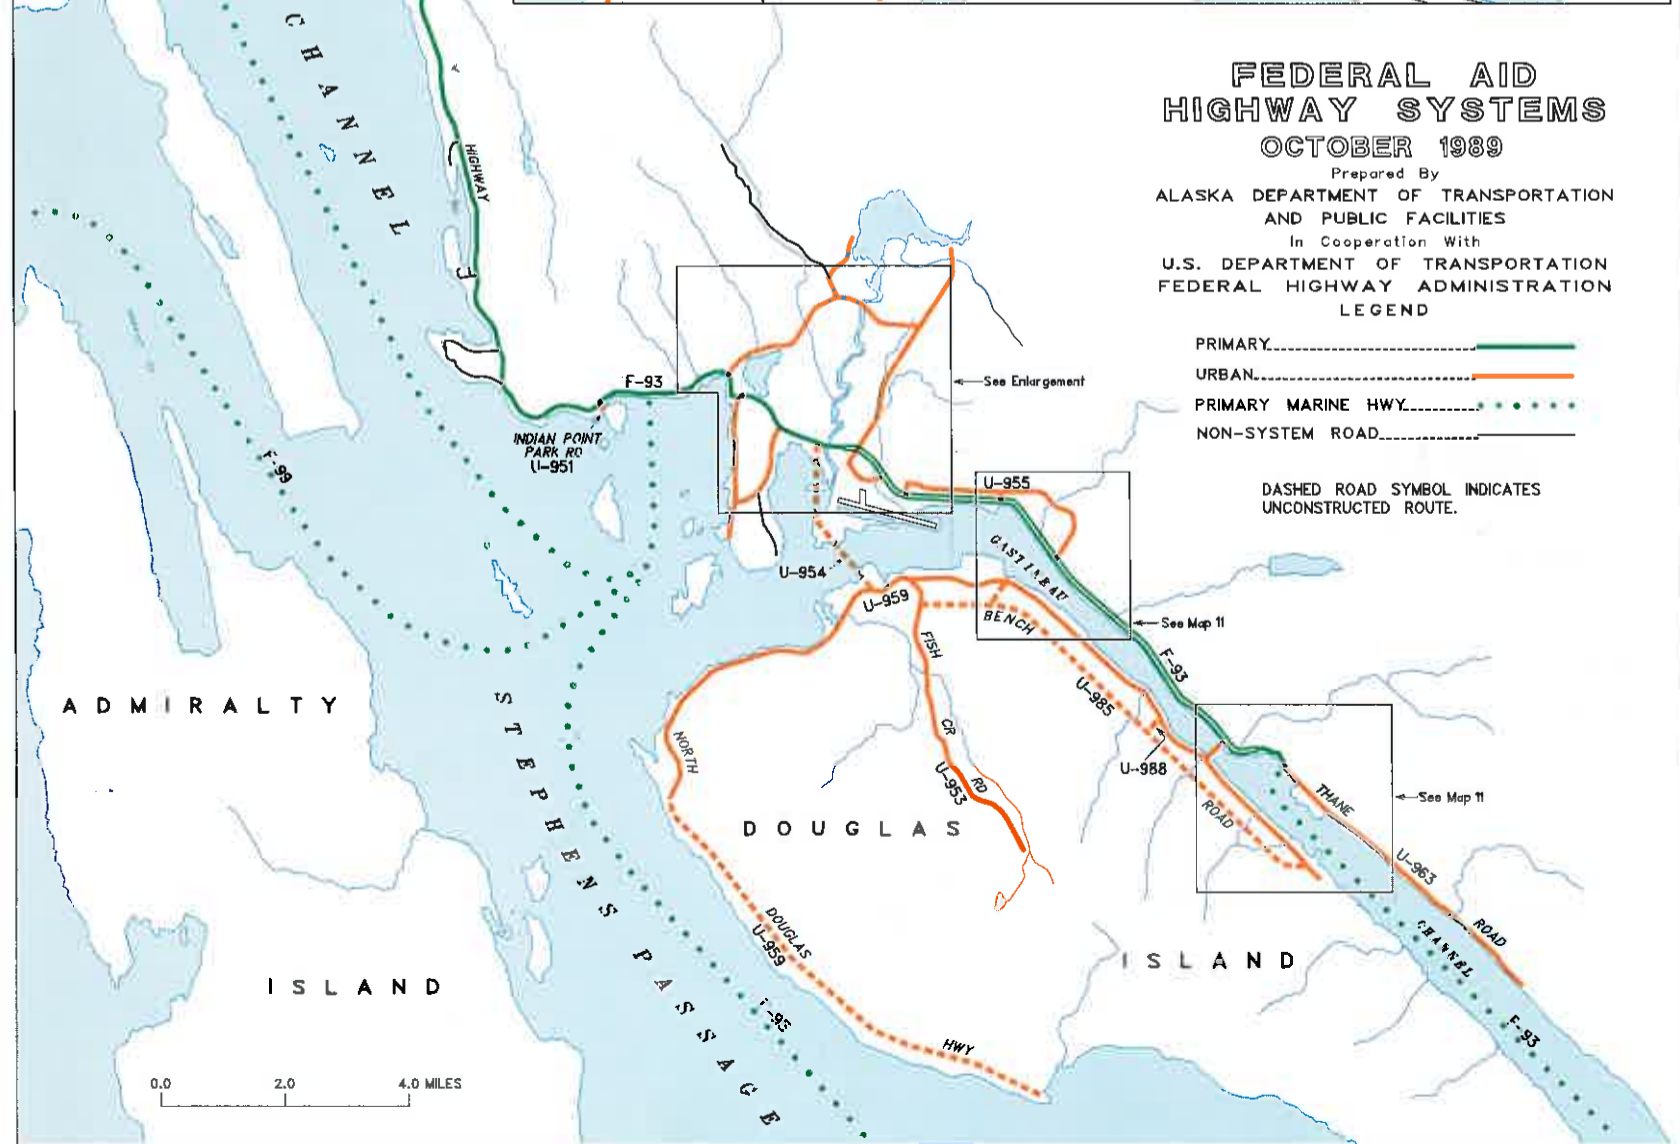 FEDERAL AID
HIGHWAY SYSTEMS
OCTOBER 1989
Prepared By
ALASKA DEPARTMENT OF TRANSPORTATION
AND PUBLIC FACILITIES
In Cooperation With
U.S. DEPARTMENT OF TRANSPORTATION
FEDERAL HIGHWAY ADMINISTRATION
LEGEND
PRIMARY
URBAN
PRIMARY MARINE HWY
NON-SYSTEM ROAD
DASHED ROAD SYMBOL INDICATES
UNCONSTRUCTED ROUTE.
CHANNEL
HIGHWAY
F-93
INDIAN POINT
PARK RD
U-951
See Enlargement
F-99
U-955
GASTINEAU
U-954
U-959
BENCH
See Map 11
FISH
CR
RD
U-953
F-93
U-985
U-988
ROAD
See Map 11
THANE
U-963
ROAD
CHANNEL
F-93
ADMIRALTY
ISLAND
STEPHENS PASSAGE
NORTH
DOUGLAS
U-959
HWY
DOUGLAS
ISLAND
0.0 2.0 4.0 MILES